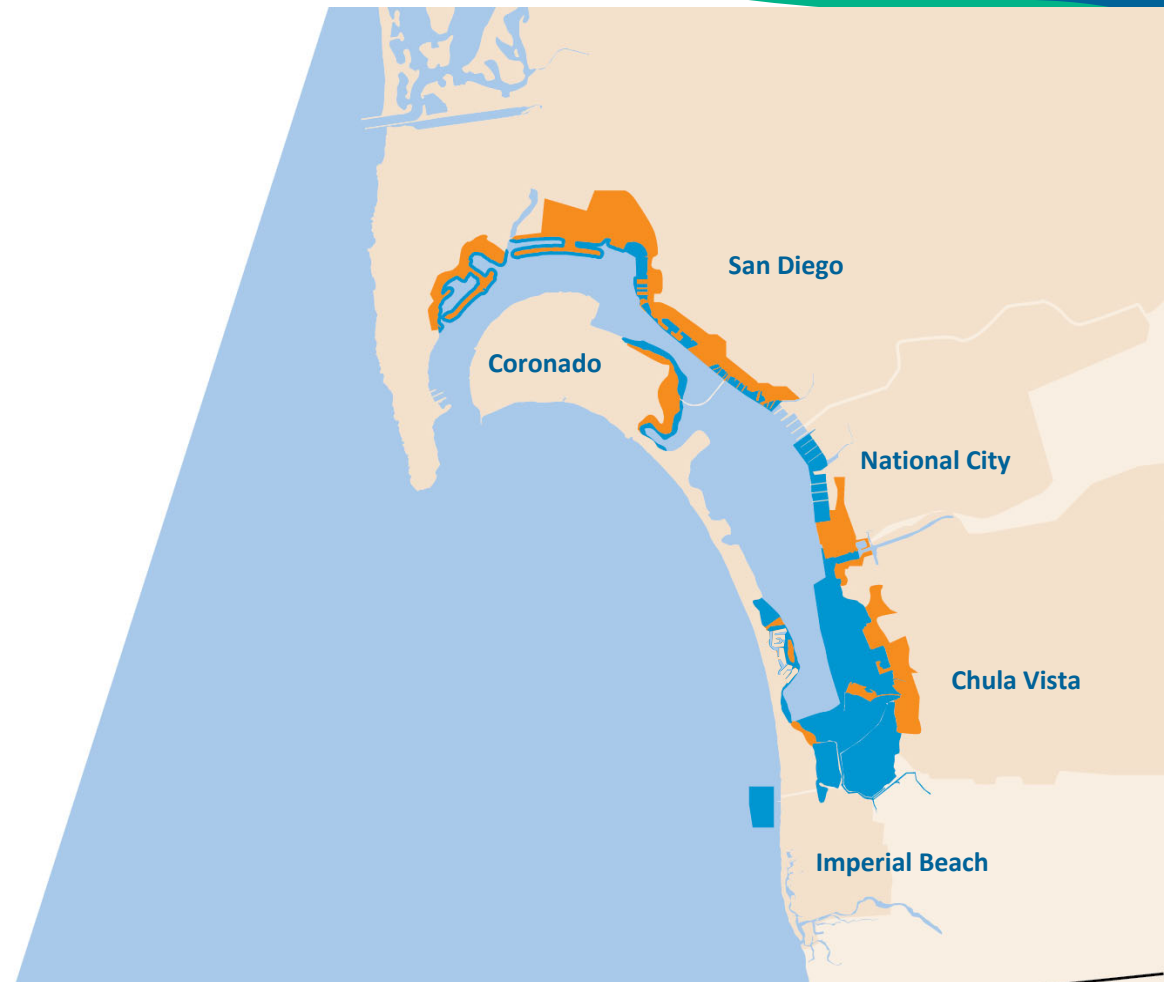 San Diego
Coronado
National City
Chula Vista
Imperial Beach